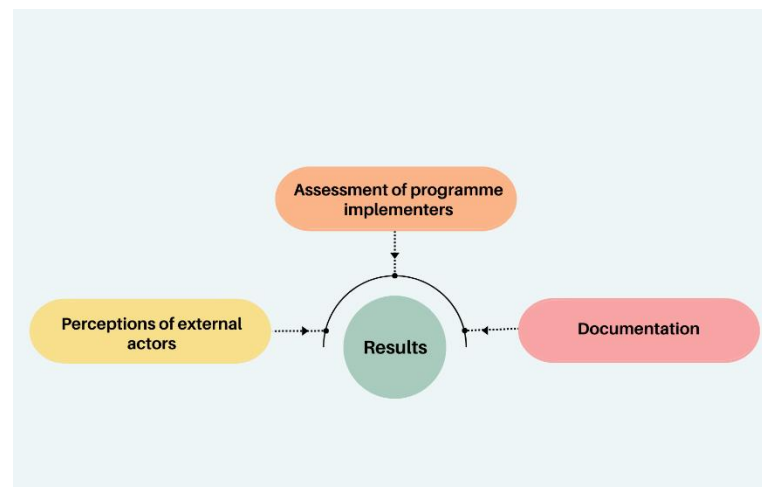 Assessment of programme
implementers
Perceptions of external
actors
Results
Documentation